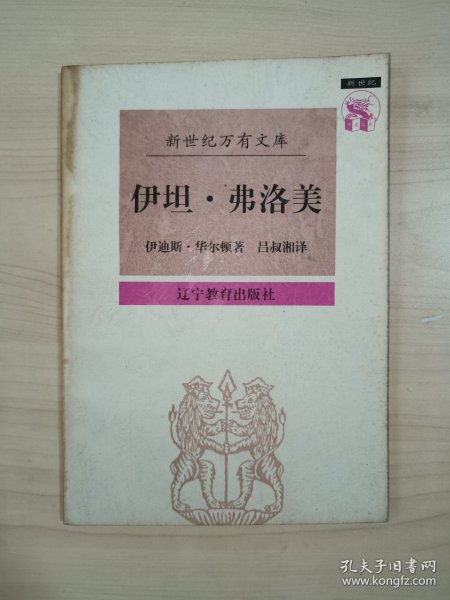 新世纪
新世纪万有文库
伊坦·弗洛美
伊迪斯·华尔顿著 吕叔湘译
辽宁教育出版社
孔夫子旧书网
www.kongfz.com